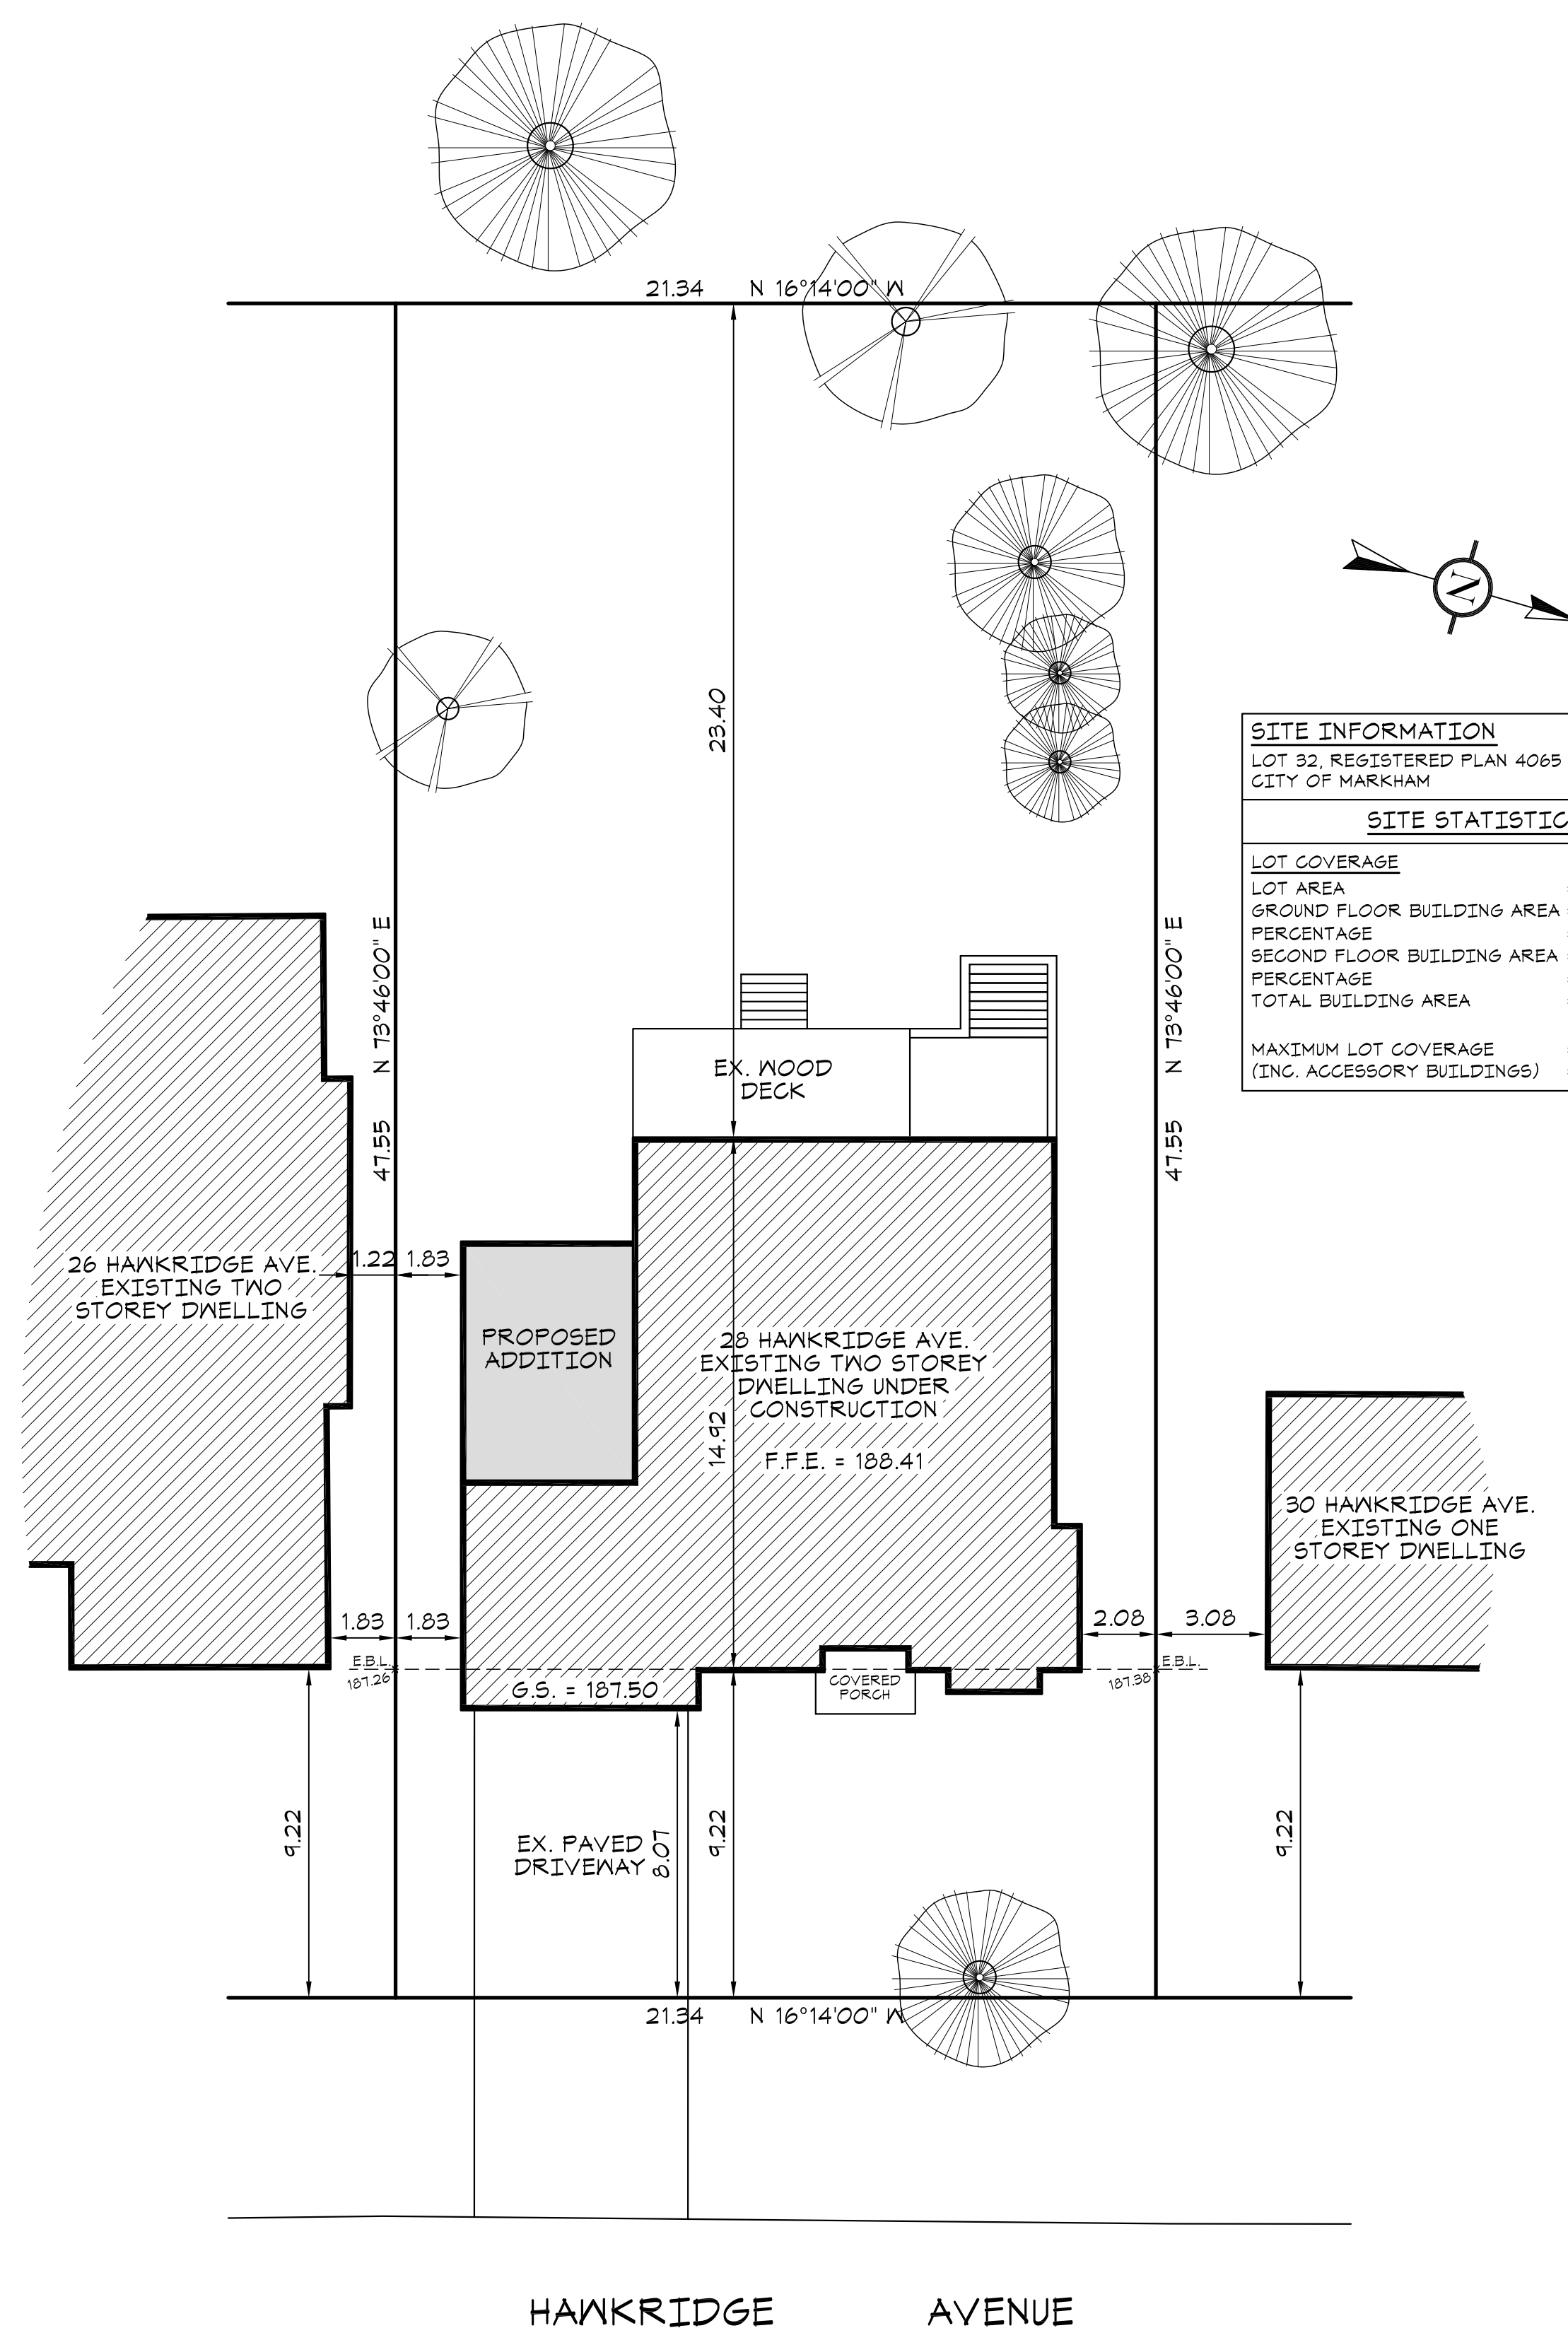 21.34 N 16°14'00" W
23.40
N
SITE INFORMATION
LOT 32, REGISTERED PLAN 4065
CITY OF MARKHAM
SITE STATISTIC
LOT COVERAGE
LOT AREA
GROUND FLOOR BUILDING AREA
PERCENTAGE
SECOND FLOOR BUILDING AREA
PERCENTAGE
TOTAL BUILDING AREA
MAXIMUM LOT COVERAGE
(INC. ACCESSORY BUILDINGS)
47.55 N 73°46'00" E
47.55 N 73°46'00" E
EX. WOOD
DECK
26 HAWKRIDGE AVE.
EXISTING TWO
STOREY DWELLING
1.22 1.83
PROPOSED
ADDITION
28 HAWKRIDGE AVE.
EXISTING TWO STOREY
DWELLING UNDER
CONSTRUCTION
14.92
F.F.E. = 188.41
30 HAWKRIDGE AVE.
EXISTING ONE
STOREY DWELLING
1.83 1.83
2.08 3.08
E.B.L.
187.26
E.B.L.
187.38
G.S. = 187.50
COVERED
PORCH
9.22
EX. PAVED
DRIVEWAY
8.07
9.22
9.22
21.34 N 16°14'00" W
HAWKRIDGE AVENUE